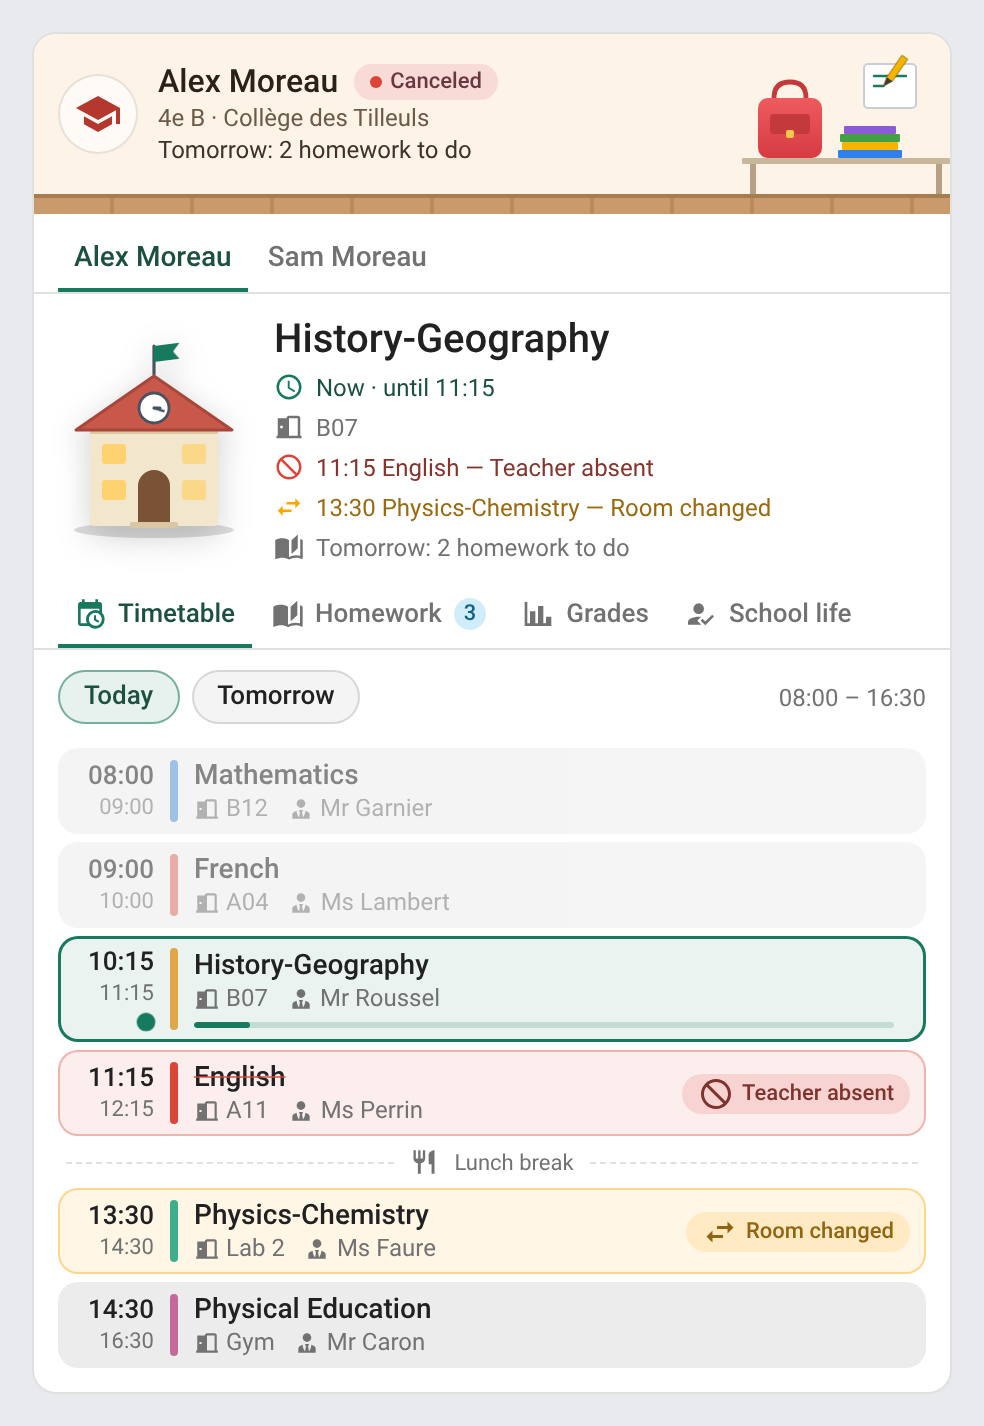 Alex Moreau Canceled
4e B · Collège des Tilleuls
Tomorrow: 2 homework to do
Alex Moreau Sam Moreau
History-Geography
Now · until 11:15
B07
11:15 English — Teacher absent
13:30 Physics-Chemistry — Room changed
Tomorrow: 2 homework to do
Timetable Homework 3 Grades School life
Today Tomorrow 08:00 – 16:30
08:00 Mathematics
09:00 B12 Mr Garnier
09:00 French
10:00 A04 Ms Lambert
10:15 History-Geography
11:15 B07 Mr Roussel
11:15 English
12:15 A11 Ms Perrin
Teacher absent
Lunch break
13:30 Physics-Chemistry
14:30 Lab 2 Ms Faure
Room changed
14:30 Physical Education
16:30 Gym Mr Caron